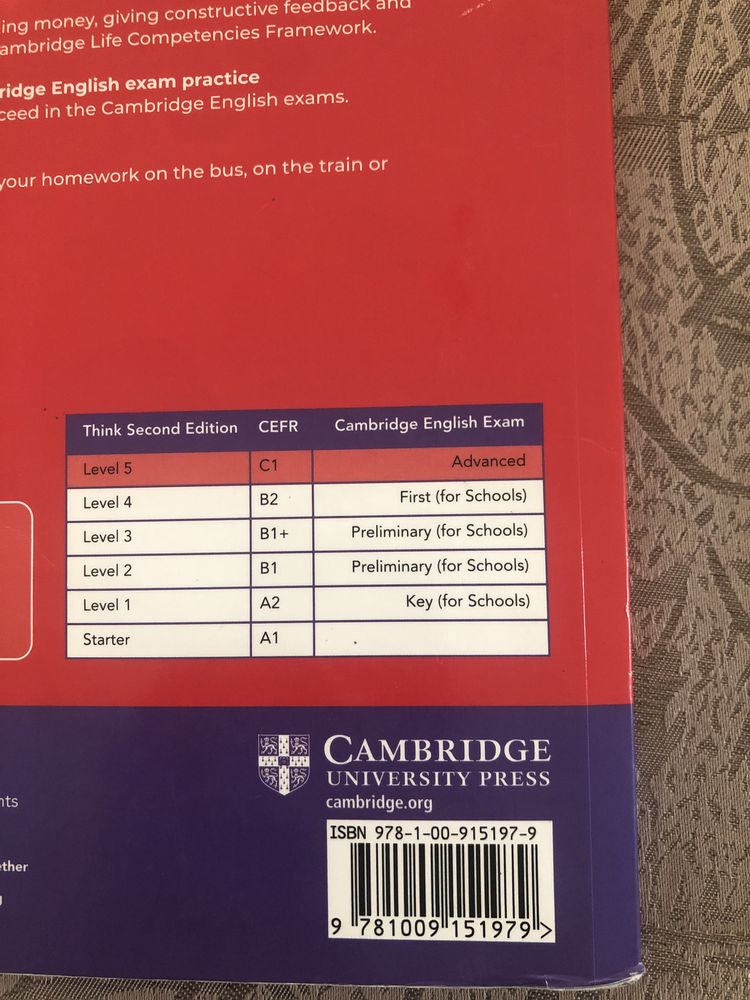 ing money, giving constructive feedback and
ambridge Life Competencies Framework.
ridge English exam practice
ceed in the Cambridge English exams.
your homework on the bus, on the train or
Think Second Edition CEFR Cambridge English Exam
Level 5 C1 Advanced
Level 4 B2 First (for Schools)
Level 3 B1+ Preliminary (for Schools)
Level 2 B1 Preliminary (for Schools)
Level 1 A2 Key (for Schools)
Starter A1
CAMBRIDGE
UNIVERSITY PRESS
cambridge.org
nts
ether
ISBN 978-1-00-915197-9
9 781009 151979 >